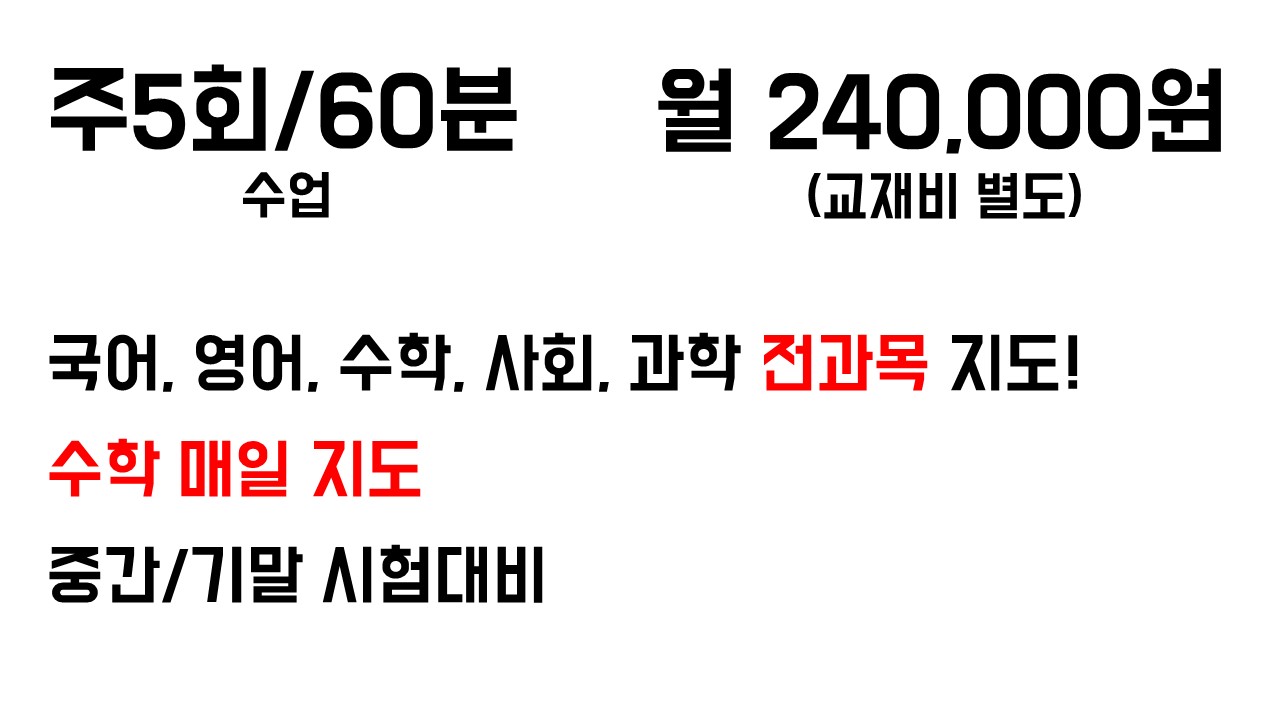 주5회/60분 월 240,000원
수업 (교재비 별도)
국어, 영어, 수학, 사회, 과학 전과목 지도!
수학 매일 지도
중간/기말 시험대비